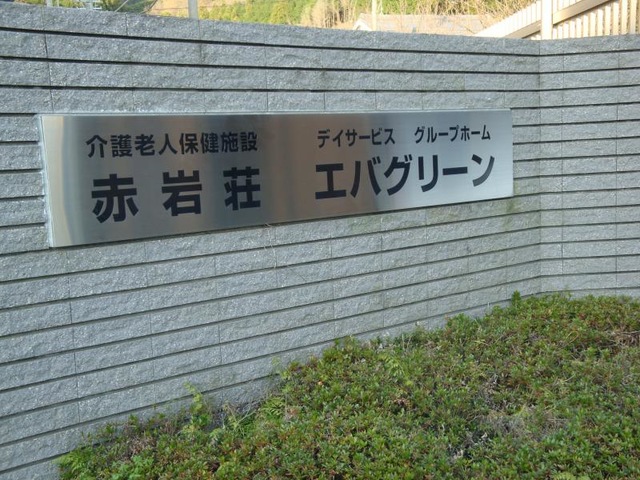 介護老人保健施設
赤岩荘
デイサービス グループホーム
エバグリーン